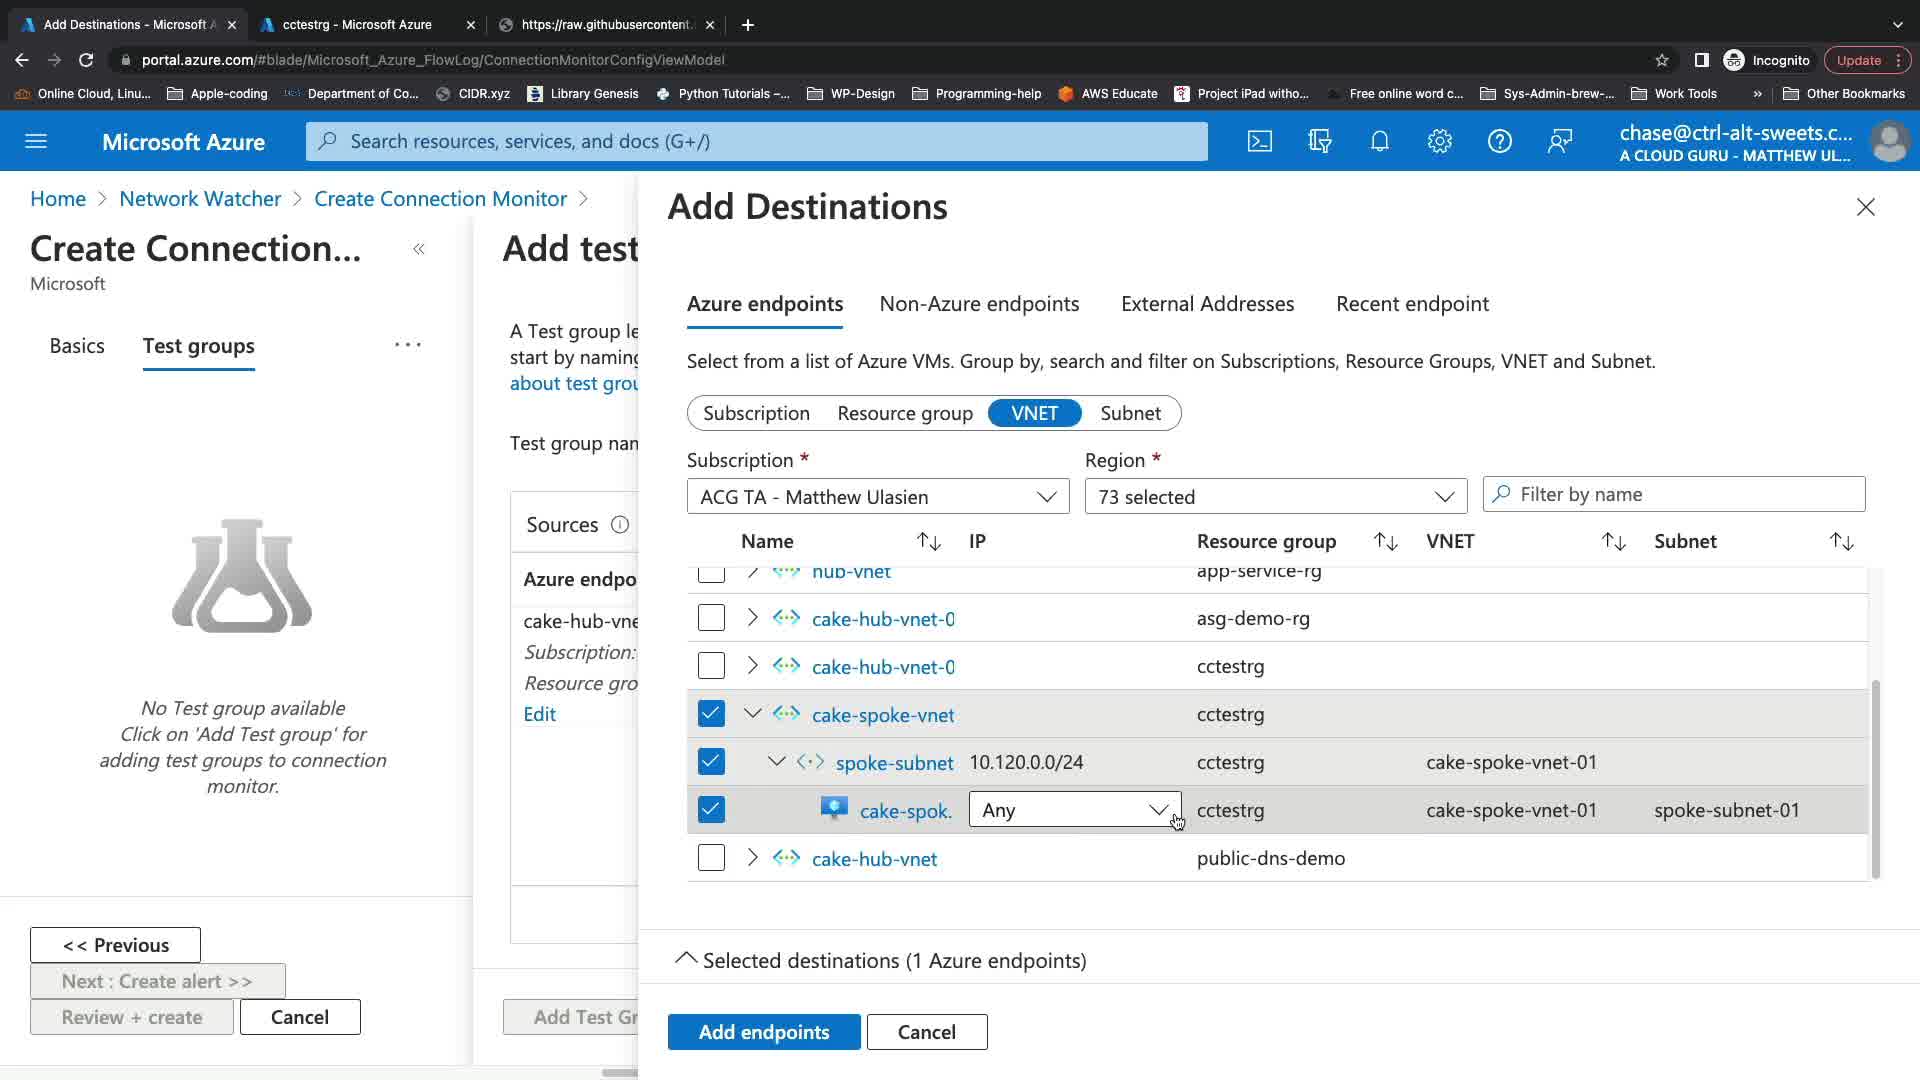 Add Destinations - Microsoft A
cctestrg - Microsoft Azure
https://raw.githubusercontent.
portal.azure.com/#blade/Microsoft_Azure_FlowLog/ConnectionMonitorConfigViewModel
Incognito
Update
Online Cloud, Linu...
Apple-coding
Department of Co...
CIDR.xyz
Library Genesis
Python Tutorials –...
WP-Design
Programming-help
AWS Educate
Project iPad witho...
Free online word c...
Sys-Admin-brew-...
Work Tools
»
Other Bookmarks
Microsoft Azure
Search resources, services, and docs (G+/)
chase@ctrl-alt-sweets.c...
A CLOUD GURU - MATTHEW UL...
Home > Network Watcher > Create Connection Monitor >
Create Connection...
«
Microsoft
Basics
Test groups
...
No Test group available
Click on 'Add Test group' for
adding test groups to connection
monitor.
<< Previous
Next : Create alert >>
Review + create
Cancel
Add test
A Test group le
start by naming
about test grou
Test group nam
Sources
Azure endpo
cake-hub-vne
Subscription:
Resource gro
Edit
Add Test Gr
Add Destinations
Azure endpoints
Non-Azure endpoints
External Addresses
Recent endpoint
Select from a list of Azure VMs. Group by, search and filter on Subscriptions, Resource Groups, VNET and Subnet.
Subscription
Resource group
VNET
Subnet
Subscription *
Region *
ACG TA - Matthew Ulasien
73 selected
Filter by name
Name
IP
Resource group
VNET
Subnet
hub-vnet app-service-rg
cake-hub-vnet-0 asg-demo-rg
cake-hub-vnet-0 cctestrg
cake-spoke-vnet cctestrg
spoke-subnet 10.120.0.0/24 cctestrg cake-spoke-vnet-01
cake-spok. Any cctestrg cake-spoke-vnet-01 spoke-subnet-01
cake-hub-vnet public-dns-demo
Selected destinations (1 Azure endpoints)
Add endpoints
Cancel